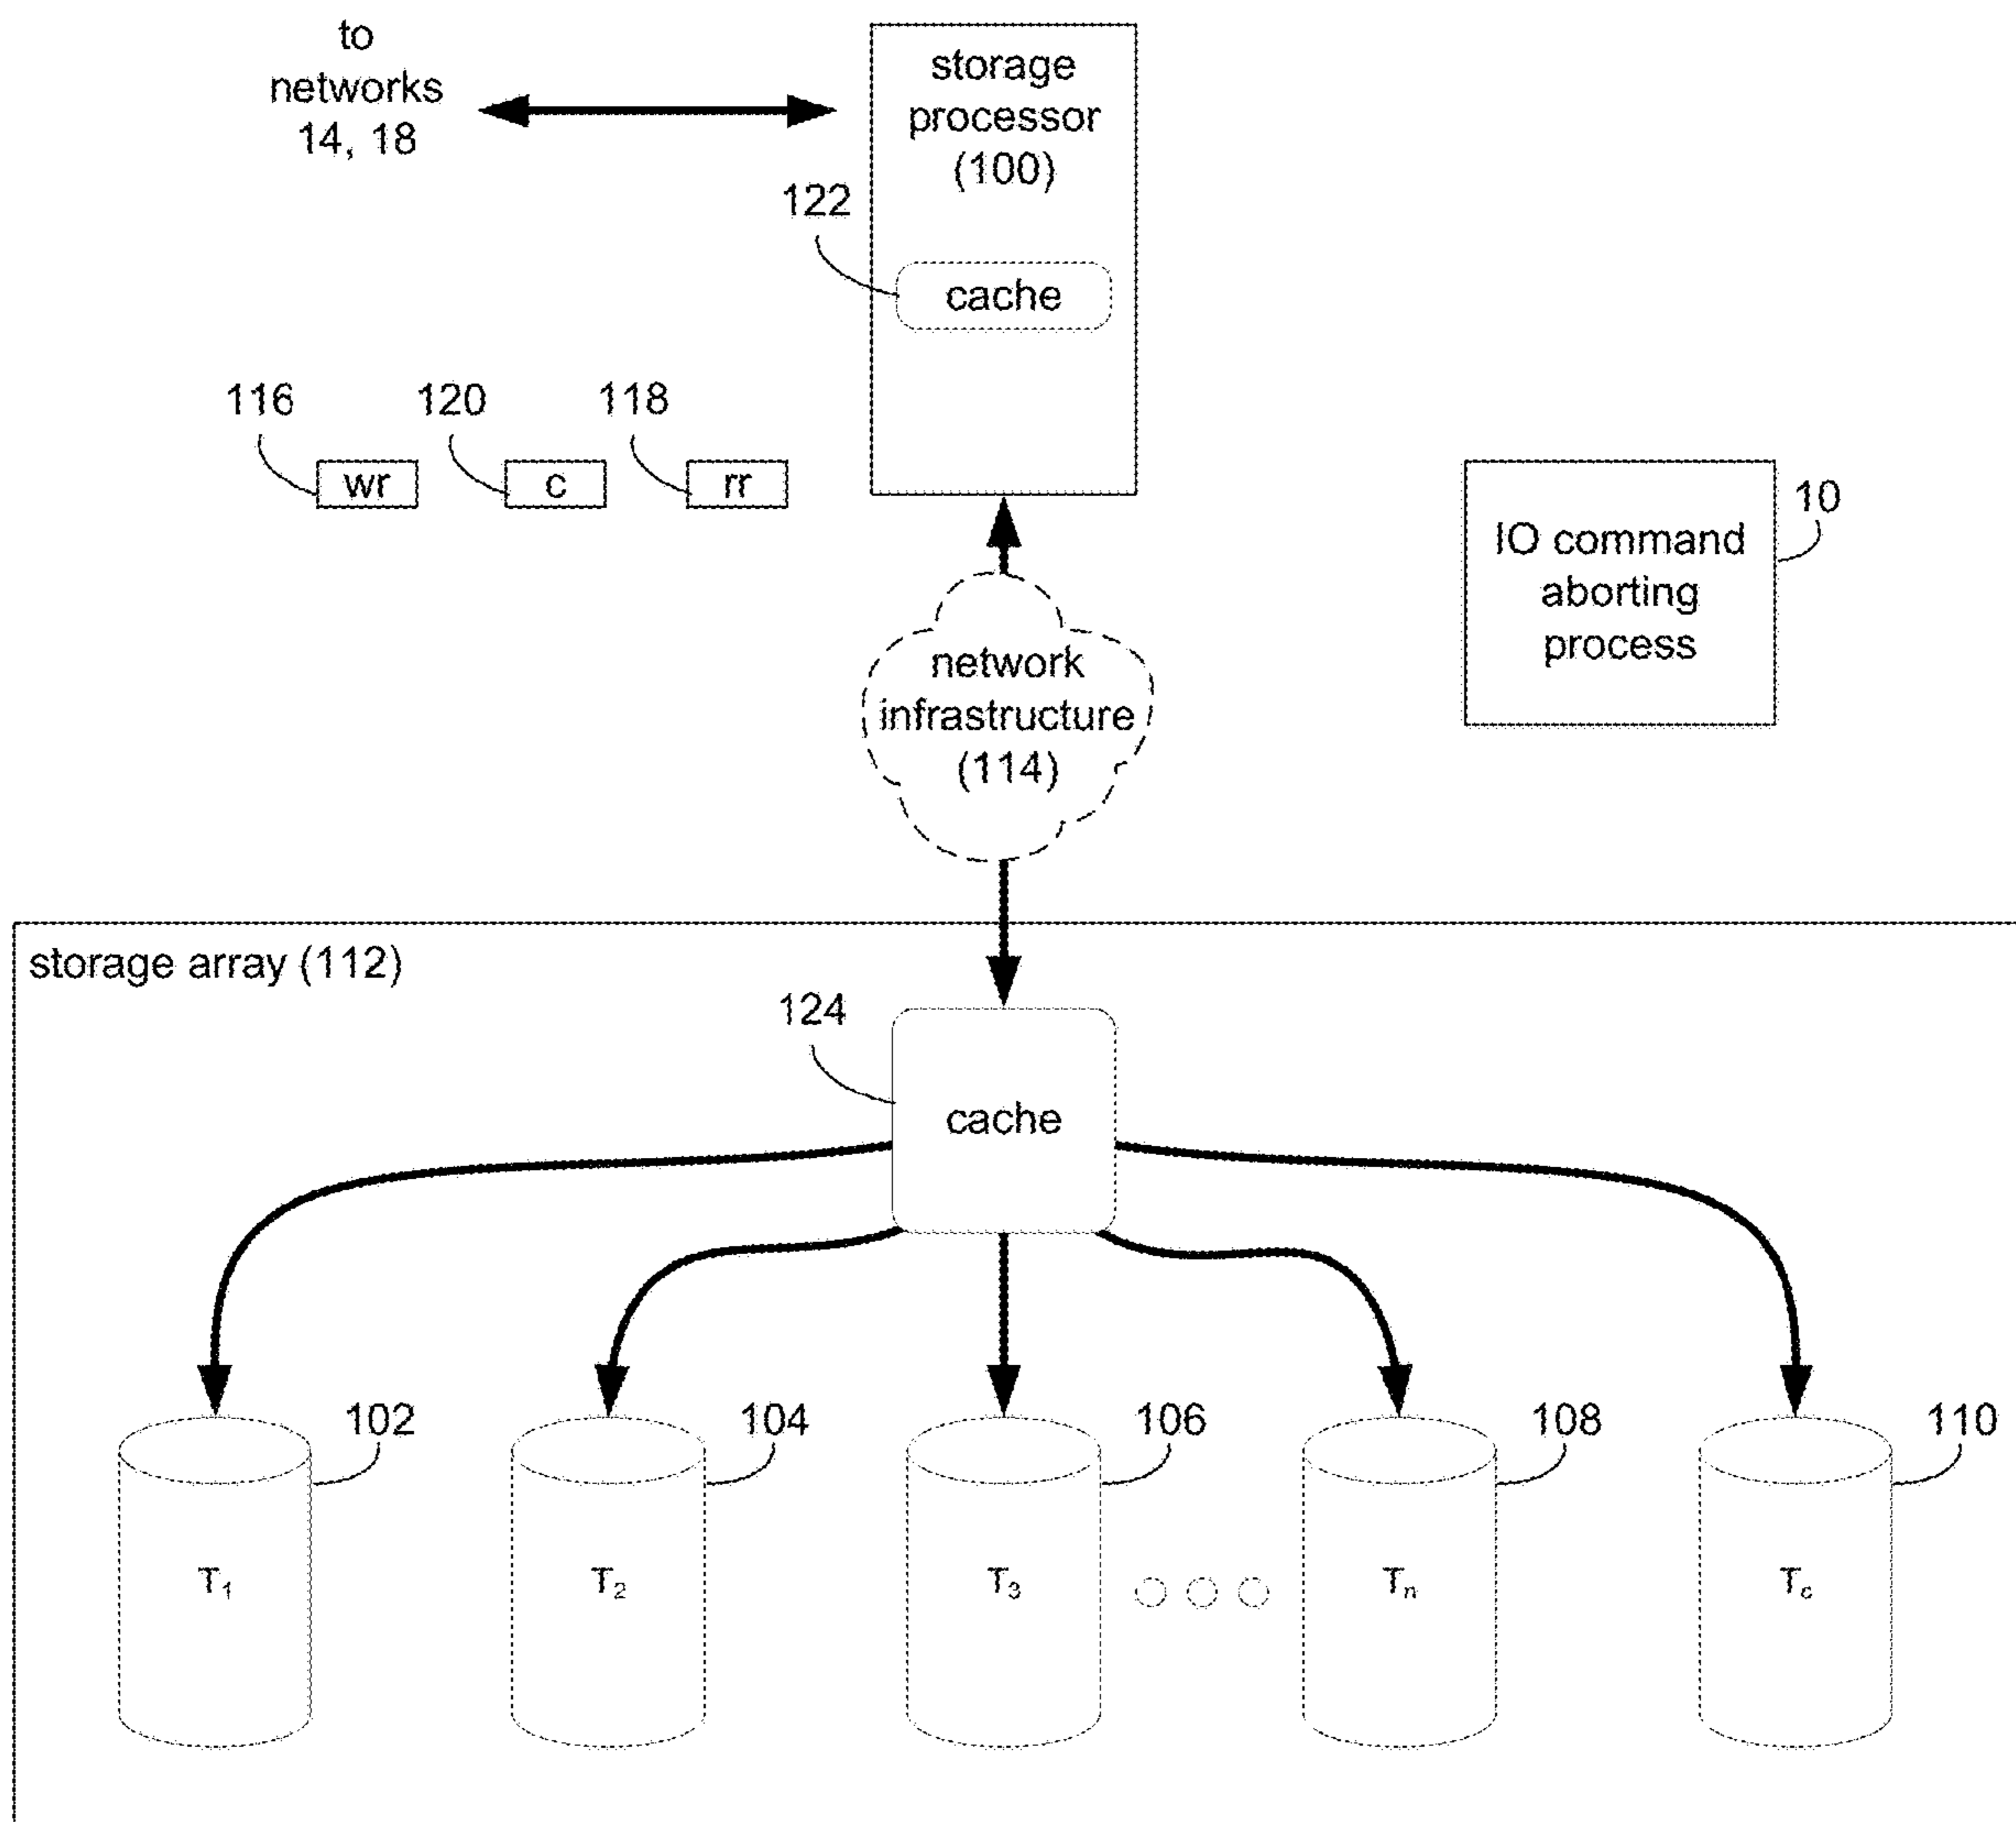 to
networks
14, 18
storage
processor
(100)
122
cache
116
120
118
wr
c
rr
10
IO command
aborting
process
network
infrastructure
(114)
storage array (112)
124
cache
102
104
106
108
110
T1
T2
T3
Tn
Tc